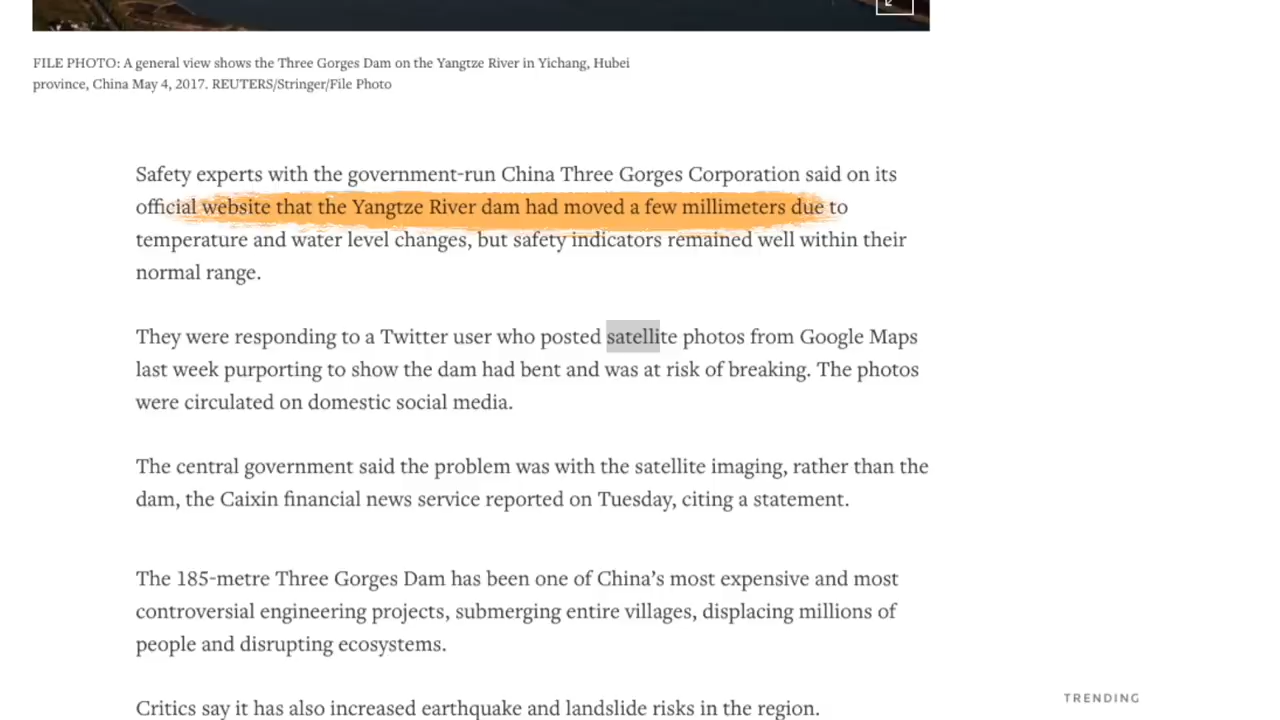 FILE PHOTO: A general view shows the Three Gorges Dam on the Yangtze River in Yichang, Hubei
province, China May 4, 2017. REUTERS/Stringer/File Photo
Safety experts with the government-run China Three Gorges Corporation said on its
official website that the Yangtze River dam had moved a few millimeters due to
temperature and water level changes, but safety indicators remained well within their
normal range.
They were responding to a Twitter user who posted satellite photos from Google Maps
last week purporting to show the dam had bent and was at risk of breaking. The photos
were circulated on domestic social media.
The central government said the problem was with the satellite imaging, rather than the
dam, the Caixin financial news service reported on Tuesday, citing a statement.
The 185-metre Three Gorges Dam has been one of China’s most expensive and most
controversial engineering projects, submerging entire villages, displacing millions of
people and disrupting ecosystems.
TRENDING
Critics say it has also increased earthquake and landslide risks in the region.